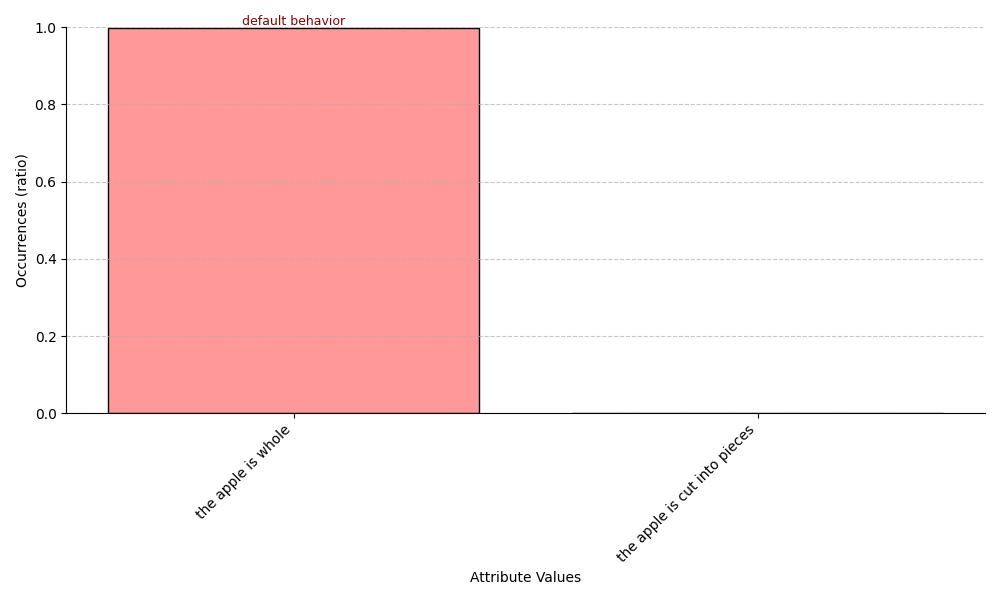 default behavior
1.0
0.8
0.6
0.4
0.2
0.0
Occurrences (ratio)
the apple is whole
the apple is cut into pieces
Attribute Values